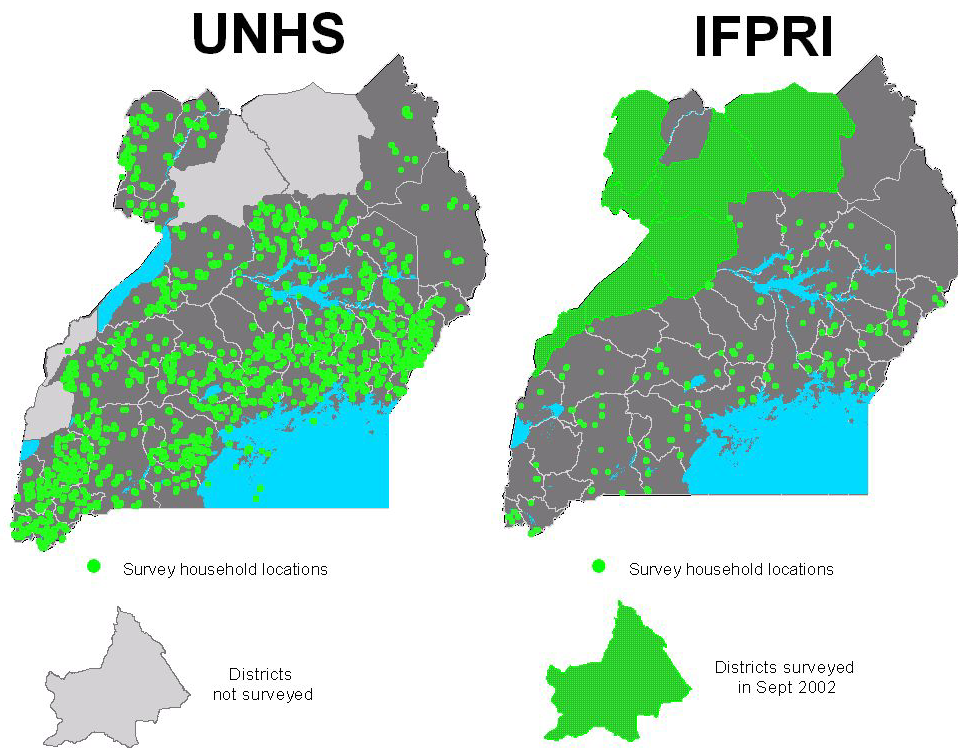 UNHS
IFPRI
Survey household locations
Survey household locations
Districts
not surveyed
Districts surveyed
in Sept 2002